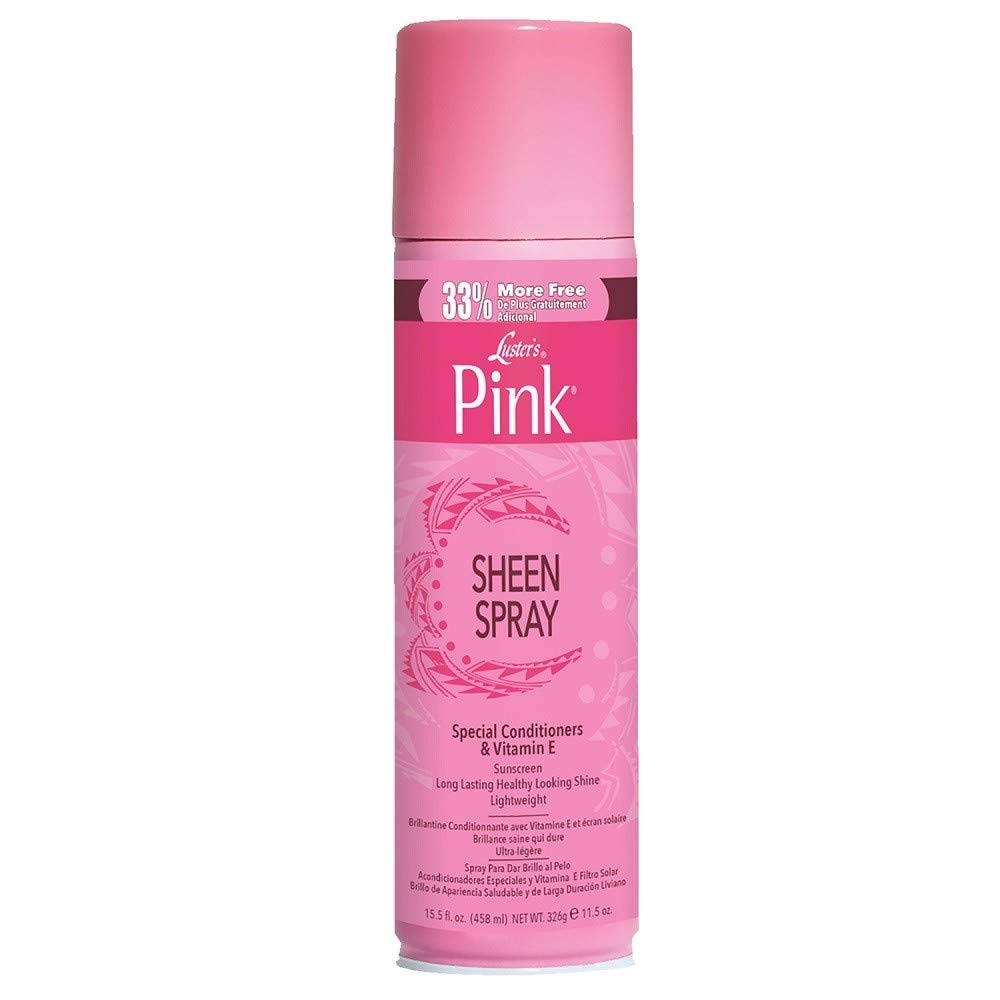 33% More Free
De Plus Gratuitement
Adicional
Luster's®
Pink®
SHEEN
SPRAY
Special Conditioners
& Vitamin E
Sunscreen
Long Lasting Healthy Looking Shine
Lightweight
Brillantine Conditionnante avec Vitamine E et écran solaire
Brillance saine qui dure
Ultra-légère
Spray Para Dar Brillo al Pelo
Acondicionadores Especiales y Vitamina E Filtro Solar
Brillo de Apariencia Saludable y de Larga Duración Liviano
15.5 fl. oz. (458 ml) NET WT. 326g ℮ 11.5 oz.